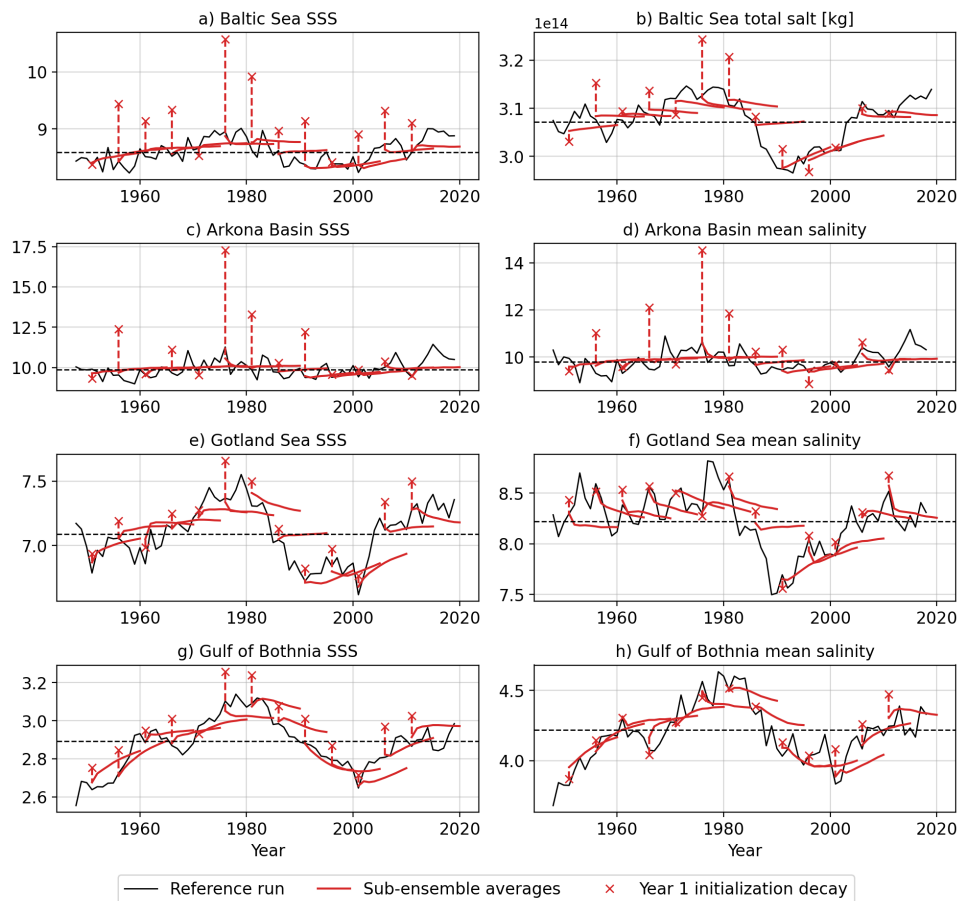 a) Baltic Sea SSS
10
9
1960 1980 2000 2020
b) Baltic Sea total salt [kg]
1e14
3.2
3.1
3.0
1960 1980 2000 2020
c) Arkona Basin SSS
17.5
15.0
12.5
10.0
1960 1980 2000 2020
d) Arkona Basin mean salinity
14
12
10
1960 1980 2000 2020
e) Gotland Sea SSS
7.5
7.0
1960 1980 2000 2020
f) Gotland Sea mean salinity
8.5
8.0
7.5
1960 1980 2000 2020
g) Gulf of Bothnia SSS
3.2
3.0
2.8
2.6
1960 1980 2000 2020
Year
h) Gulf of Bothnia mean salinity
4.5
4.0
1960 1980 2000 2020
Year
Reference run Sub-ensemble averages Year 1 initialization decay